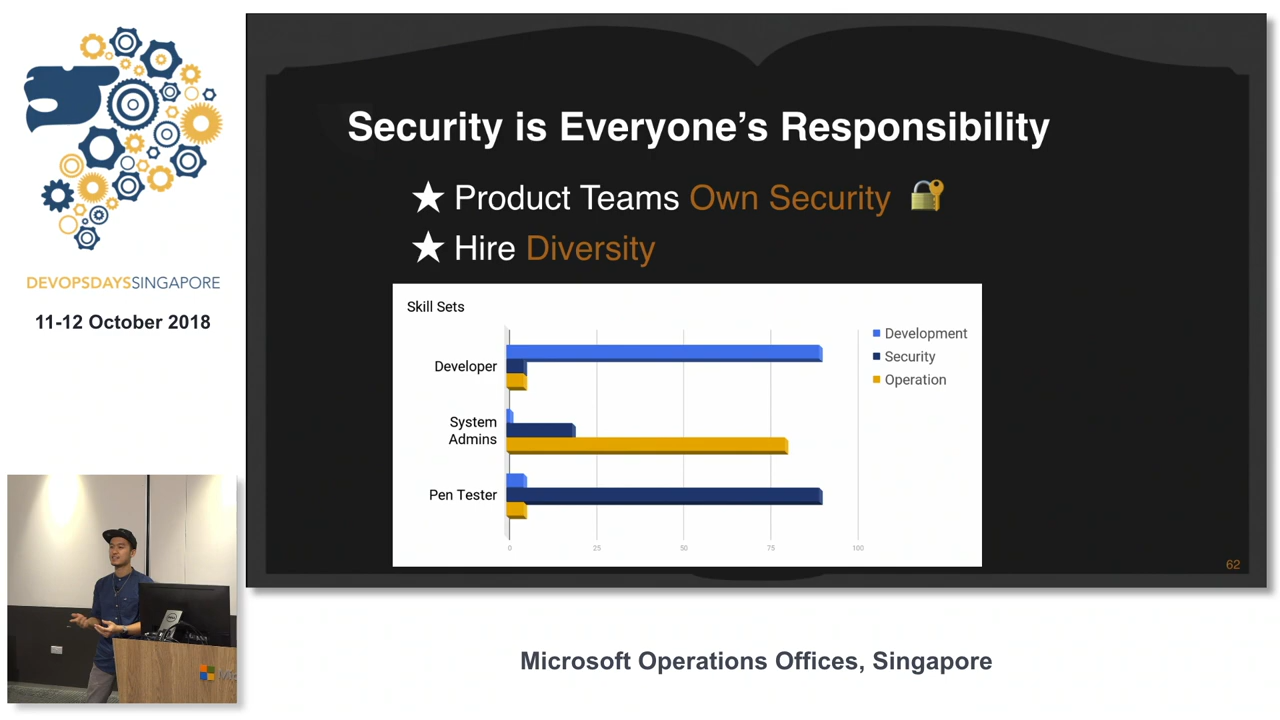 DEVOPSDAYSSINGAPORE
11-12 October 2018
Security is Everyone’s Responsibility
★ Product Teams Own Security 🔐
★ Hire Diversity
Skill Sets
Development
Security
Operation
Developer
System
Admins
Pen Tester
0 25 50 75 100
62
Microsoft Operations Offices, Singapore